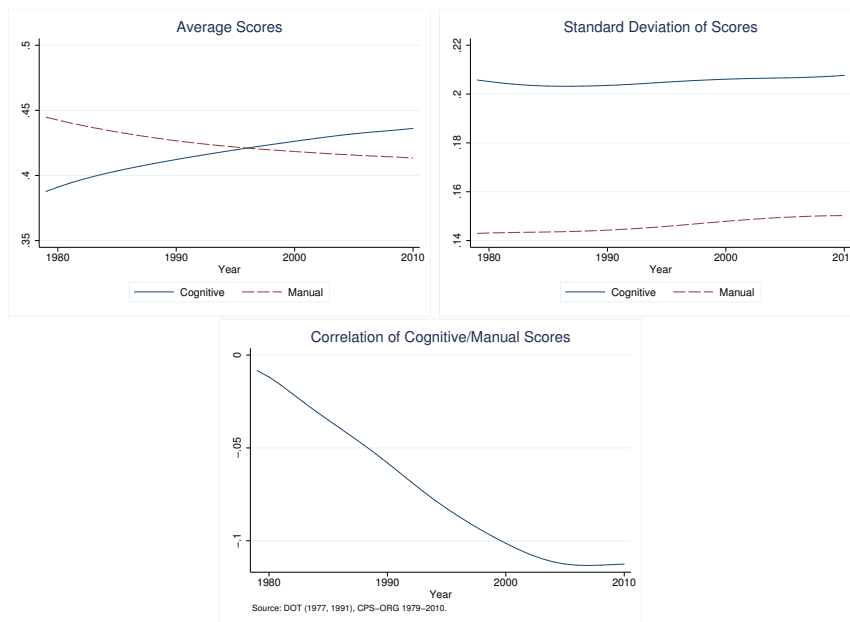 Average Scores
.5
.45
.4
.35
1980 1990 2000 2010
Year
Cognitive Manual
Standard Deviation of Scores
.22
.2
.18
.16
.14
1980 1990 2000 201
Year
Cognitive Manual
Correlation of Cognitive/Manual Scores
0
−.05
−.1
1980 1990 2000 2010
Year
Source: DOT (1977, 1991), CPS−ORG 1979−2010.